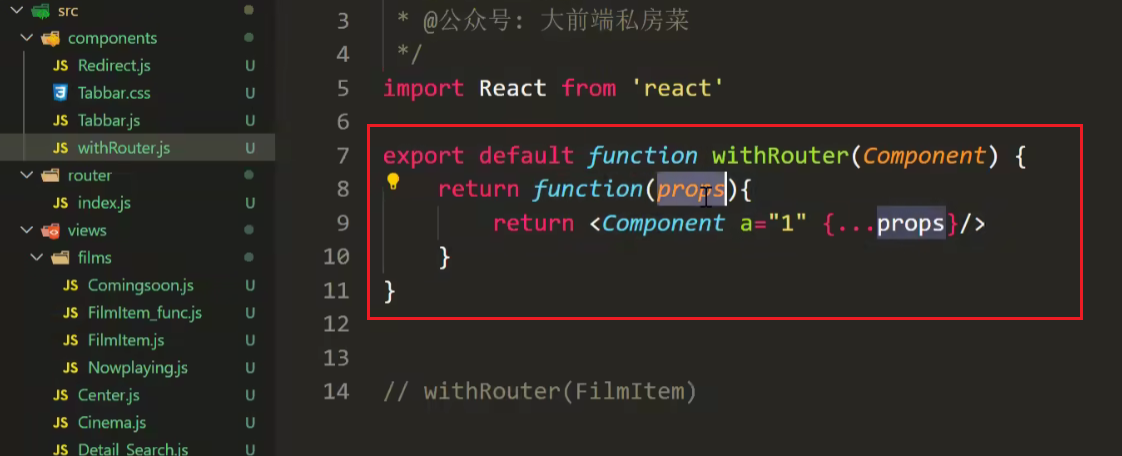 src
components
JS Redirect.js U
Tabbar.css U
JS Tabbar.js U
JS withRouter.js U
router
JS index.js U
views
films
JS Comingsoon.js U
JS FilmItem_func.js U
JS FilmItem.js U
JS Nowplaying.js U
JS Center.js U
JS Cinema.js U
JS Detail_Search.js U
3 * @公众号: 大前端私房菜
4 */
5 import React from 'react'
6
7 export default function withRouter(Component) {
8 return function(props){
9 return <Component a="1" {...props}/>
10 }
11 }
12
13
14 // withRouter(FilmItem)